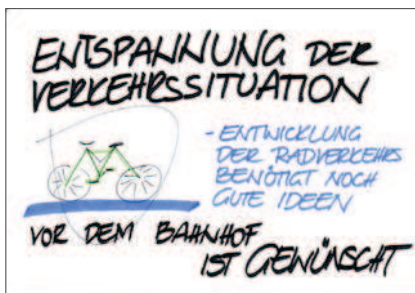 ENTSPANNUNG DER
VERKEHRSSITUATION
- ENTWICKLUNG
DER RADVERKEHRS
BENÖTIGT NOCH
GUTE IDEEN
VOR DEM BAHNHOF
IST GEWÜNSCHT